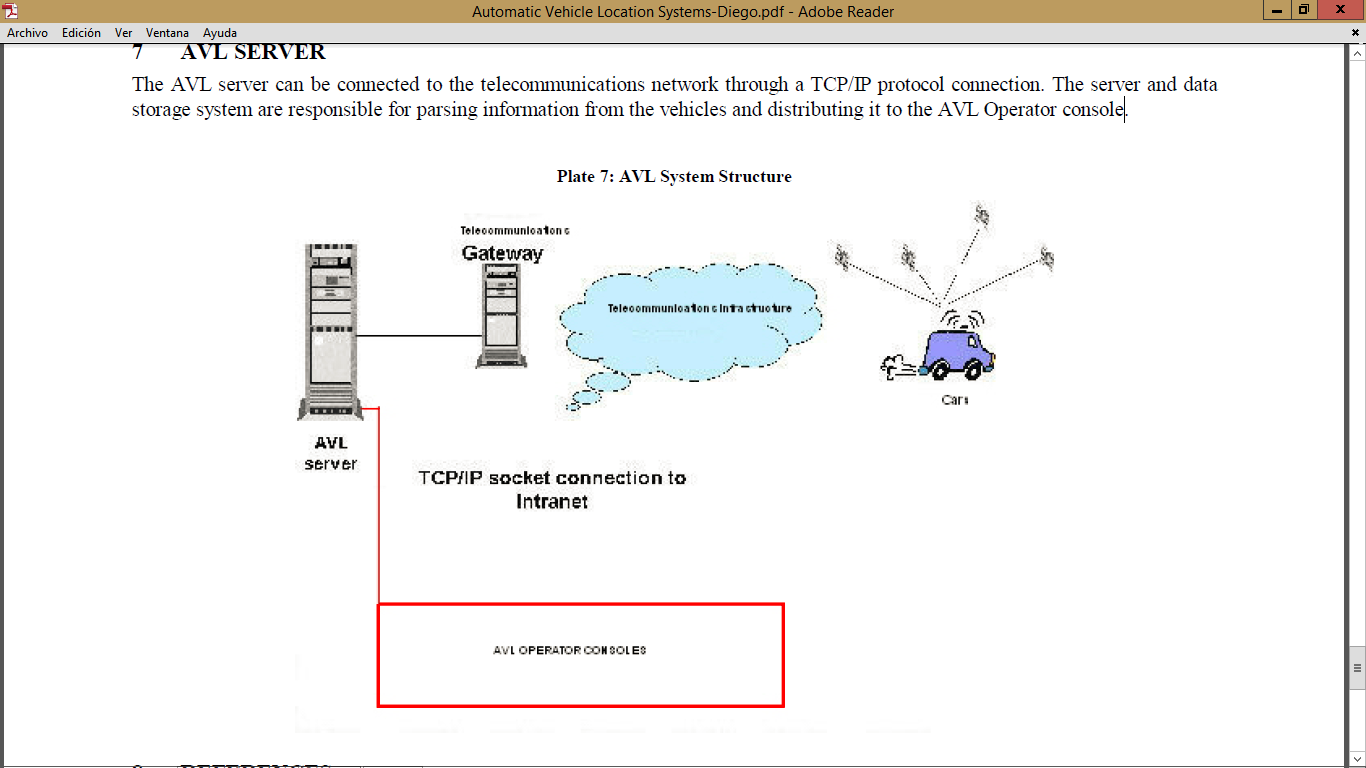 Automatic Vehicle Location Systems-Diego.pdf - Adobe Reader
Archivo Edición Ver Ventana Ayuda
7 AVL SERVER
The AVL server can be connected to the telecommunications network through a TCP/IP protocol connection. The server and data
storage system are responsible for parsing information from the vehicles and distributing it to the AVL Operator console.
Plate 7: AVL System Structure
Telecommunications
Gateway
Telecommunications Infrastructure
Cars
AVL
server
TCP/IP socket connection to
Intranet
AVL OPERATOR CONSOLES
REFERENCES